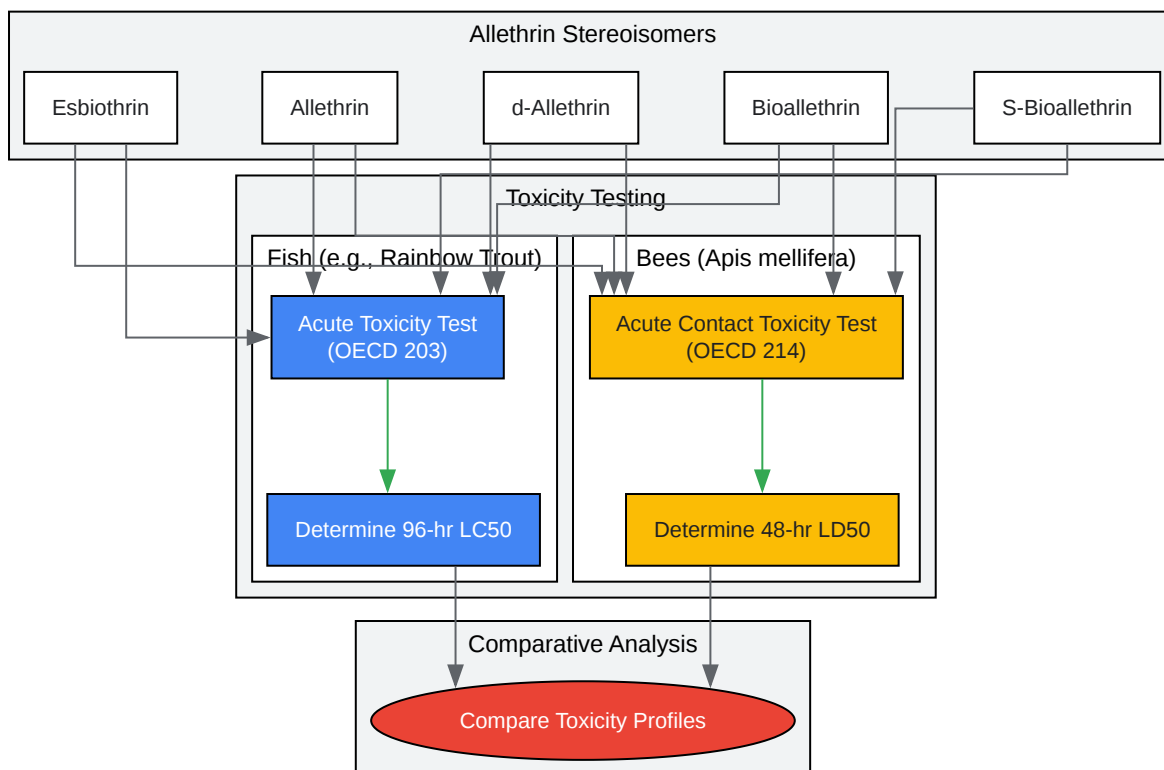 Allethrin Stereoisomers
Esbiothrin
Allethrin
d-Allethrin
Bioallethrin
S-Bioallethrin
Toxicity Testing
Fish (e.g., Rainbow Trout)
Bees (Apis mellifera)
Acute Toxicity Test
(OECD 203)
Acute Contact Toxicity Test
(OECD 214)
Determine 96-hr LC50
Determine 48-hr LD50
Comparative Analysis
Compare Toxicity Profiles